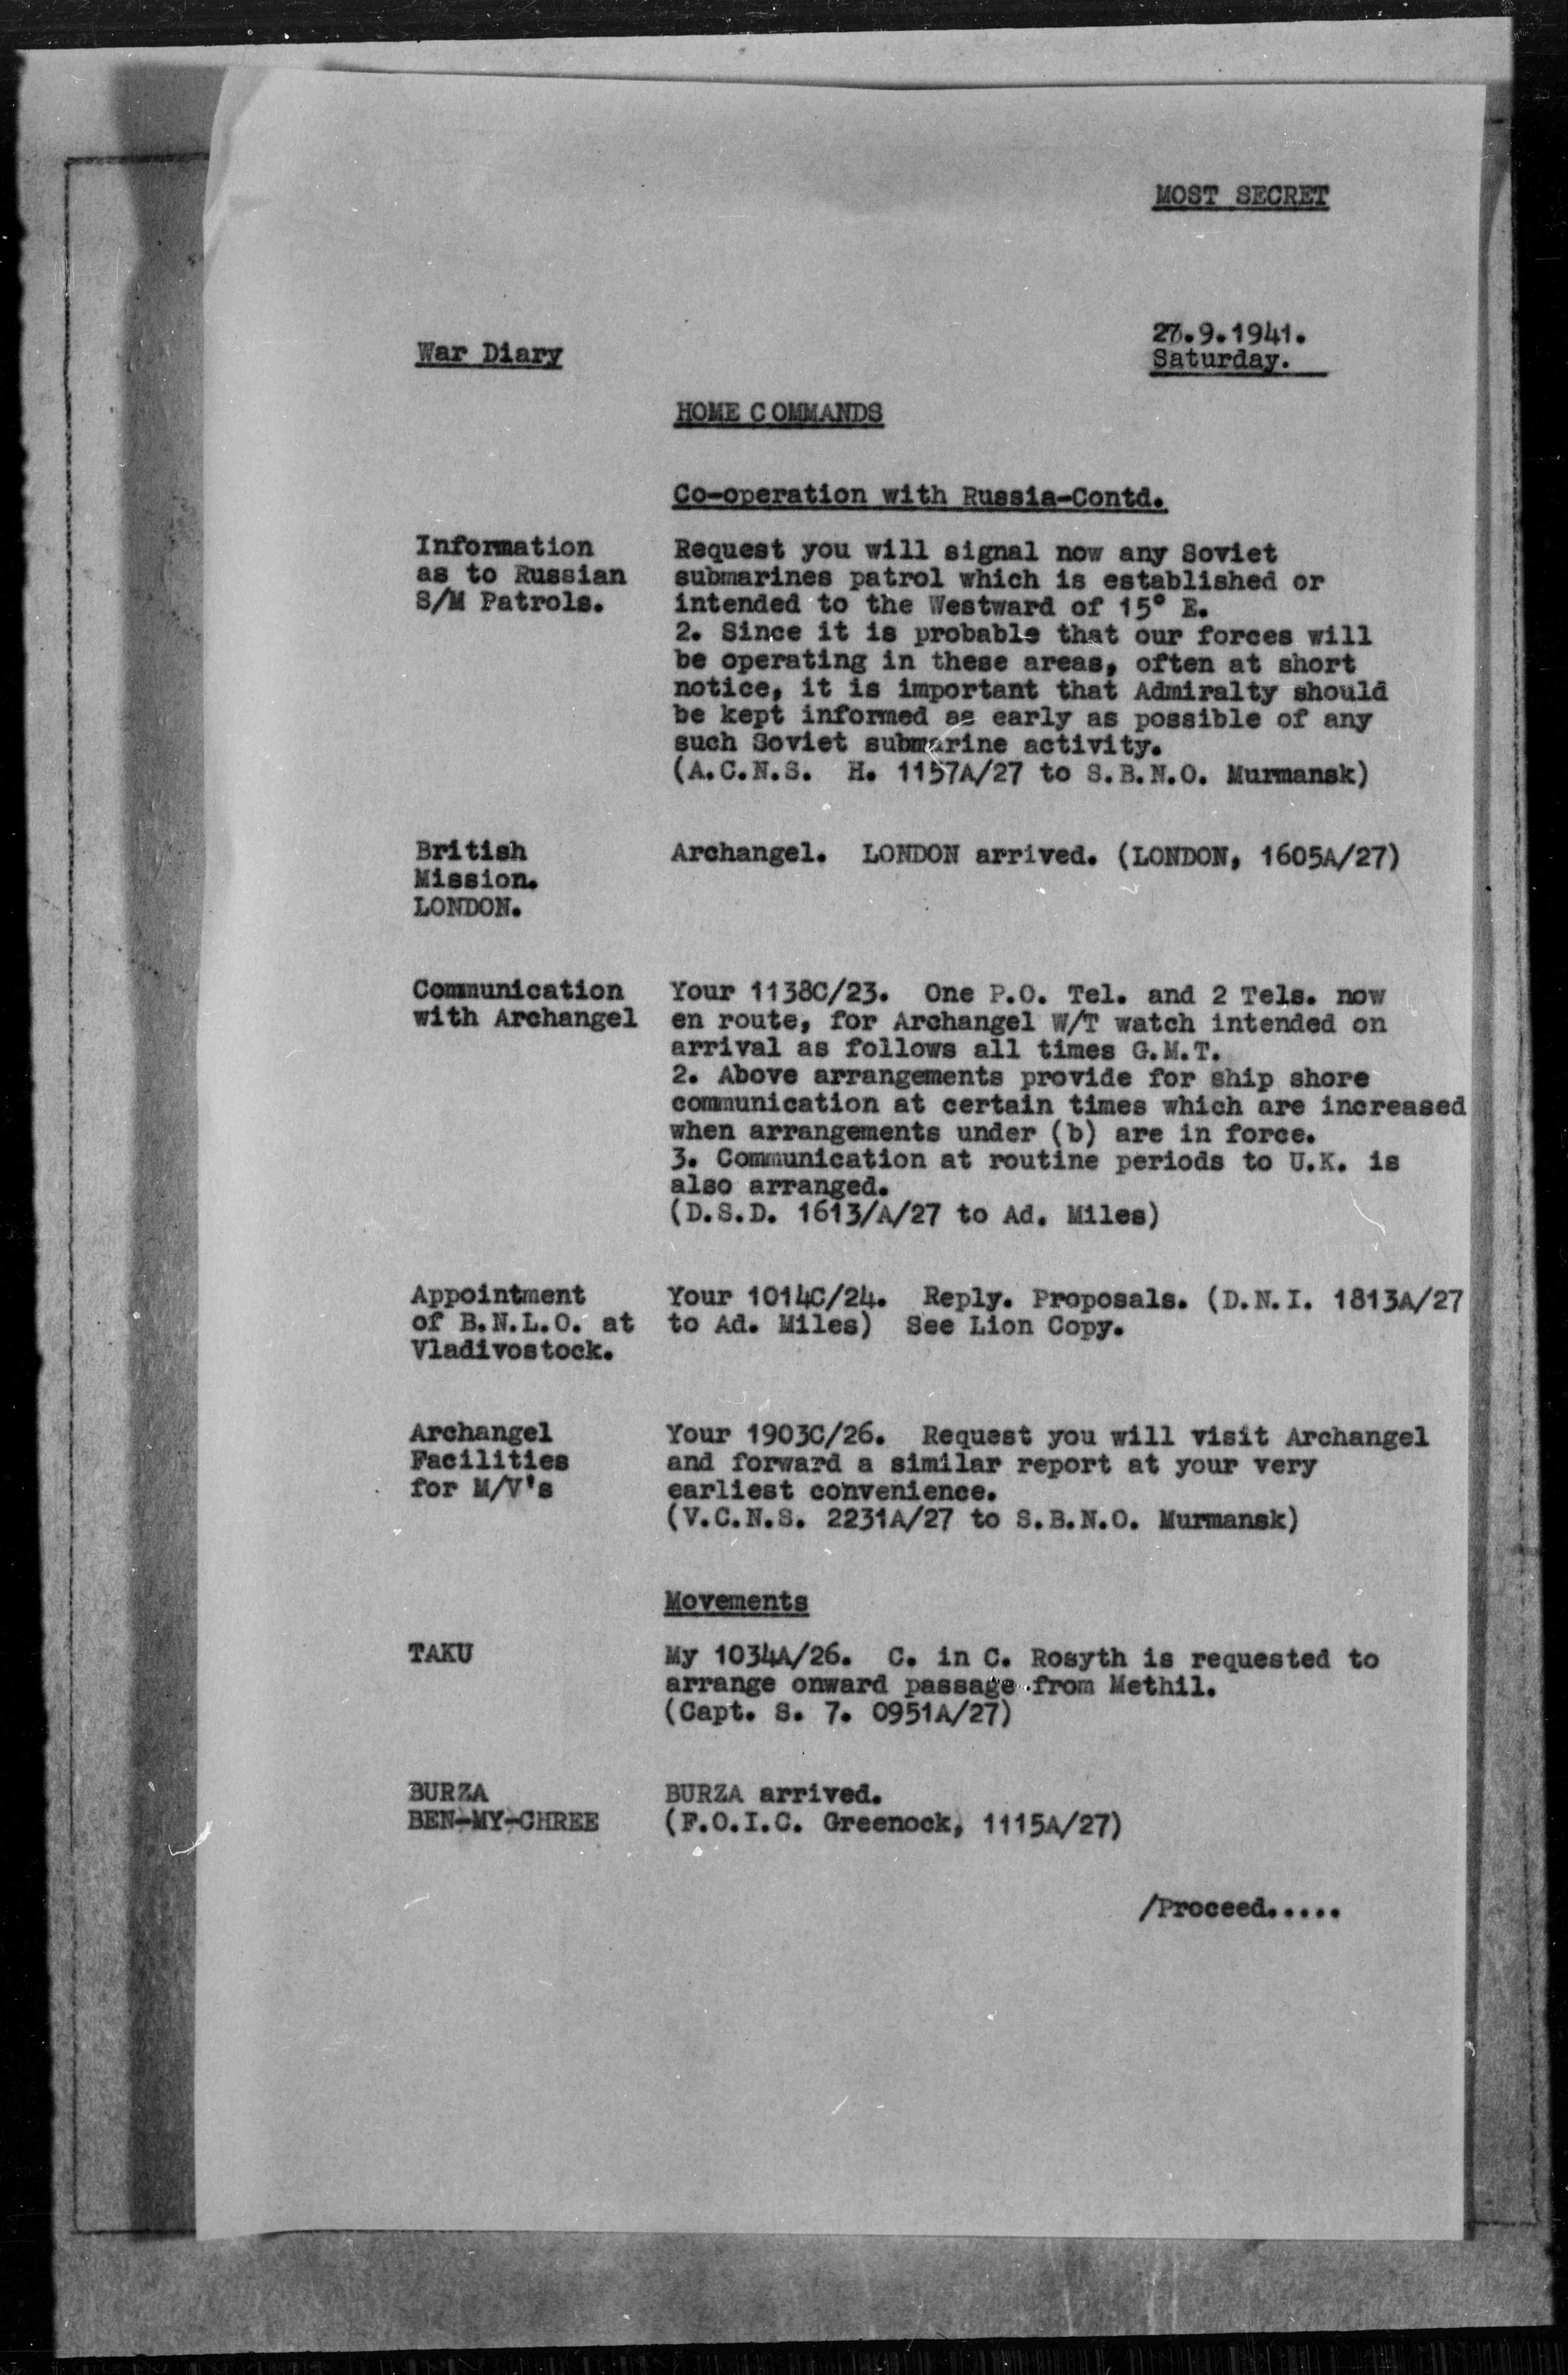 MOST SECRET
27.9.1941.
War Diary
Saturday.
HOME COMMANDS
Co-operation with Russia-Contd.
Information
as to Russian
S/M Patrols.
Request you will signal now any Soviet
submarines patrol which is established or
intended to the Westward of 15° E.
2. Since it is probable that our forces will
be operating in these areas, often at short
notice, it is important that Admiralty should
be kept informed as early as possible of any
such Soviet submarine activity.
(A.C.N.S. H. 1157A/27 to S.B.N.O. Murmansk)
British
Mission.
LONDON.
Archangel. LONDON arrived. (LONDON, 1605A/27)
Communication
with Archangel
Your 1138C/23. One P.O. Tel. and 2 Tels. now
en route, for Archangel W/T watch intended on
arrival as follows all times G.M.T.
2. Above arrangements provide for ship shore
communication at certain times which are increased
when arrangements under (b) are in force.
3. Communication at routine periods to U.K. is
also arranged.
(D.S.D. 1613/A/27 to Ad. Miles)
Appointment
of B.N.L.O. at
Vladivostock.
Your 1014C/24. Reply. Proposals. (D.N.I. 1813A/27
to Ad. Miles) See Lion Copy.
Archangel
Facilities
for M/V's
Your 1903C/26. Request you will visit Archangel
and forward a similar report at your very
earliest convenience.
(V.C.N.S. 2231A/27 to S.B.N.O. Murmansk)
Movements
TAKU
My 1034A/26. C. in C. Rosyth is requested to
arrange onward passage from Methil.
(Capt. S. 7. 0951A/27)
BURZA
BEN-MY-CHREE
BURZA arrived.
(F.O.I.C. Greenock, 1115A/27)
/Proceed.....